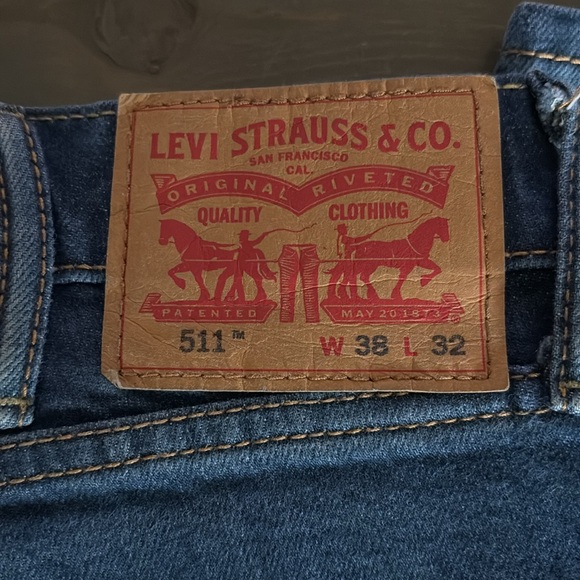 LEVI STRAUSS & CO.
SAN FRANCISCO
CAL.
ORIGINAL RIVETED
QUALITY CLOTHING
PATENTED MAY 20 1873
511™ W 38 L 32